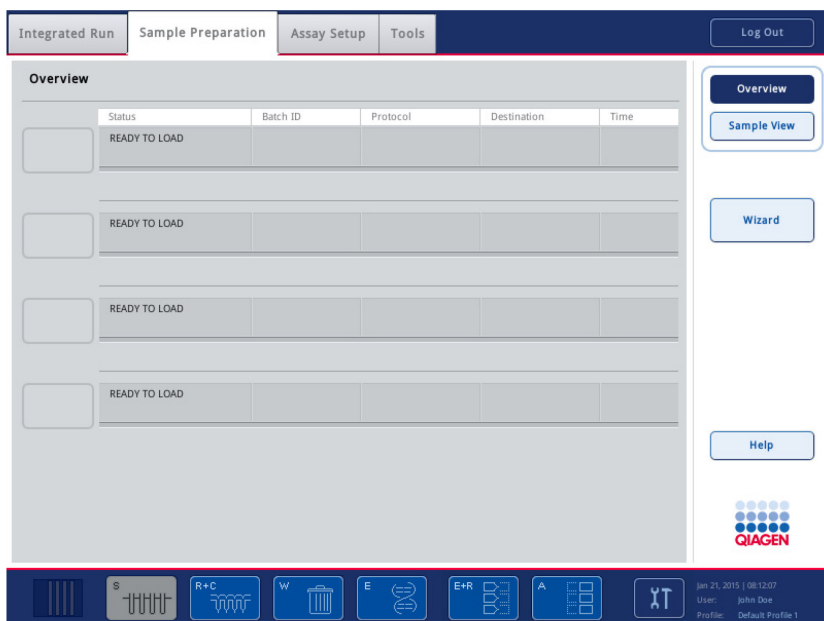 Integrated Run
Sample Preparation
Assay Setup
Tools
Log Out
Overview
Overview
Sample View
Status Batch ID Protocol Destination Time
READY TO LOAD
READY TO LOAD
Wizard
READY TO LOAD
READY TO LOAD
Help
QIAGEN
S
R+C
W
E
E+R
A
Jan 21, 2015 | 08:12:07
User: John Doe
Profile: Default Profile 1